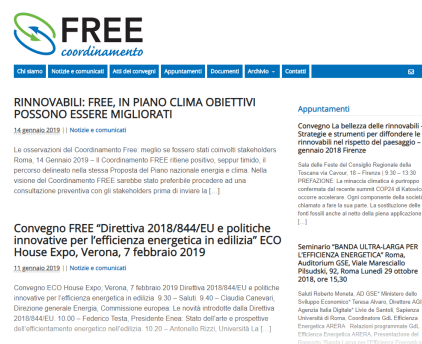 FREE
coordinamento
Chi siamo
Notizie e comunicati
Atti dei convegni
Appuntamenti
Documenti
Archivio
Contatti
RINNOVABILI: FREE, IN PIANO CLIMA OBIETTIVI
POSSONO ESSERE MIGLIORATI
14 gennaio 2019 || Notizie e comunicati
Le osservazioni del Coordinamento Free: meglio se fossero stati coinvolti stakeholders
Roma, 14 Gennaio 2019 – Il Coordinamento FREE ritiene positivo, seppur timido, il
percorso delineato nella stessa Proposta del Piano nazionale energia e clima. Nella
visione del Coordinamento FREE sarebbe stato preferibile procedere ad una
consultazione preventiva con gli stakeholders prima di inviare la [...]
Convegno FREE "Direttiva 2018/844/EU e politiche
innovative per l'efficienza energetica in edilizia" ECO
House Expo, Verona, 7 febbraio 2019
11 gennaio 2019 || Notizie e comunicati
Convegno ECO House Expo, Verona, 7 febbraio 2019 Direttiva 2018/844/EU e politiche
innovative per l'efficienza energetica in edilizia 9.30 – Saluti. 9.40 – Claudia Canevari,
Direzione generale Energia, Commissione europea. Le novità introdotte dalla Direttiva
2018/844/EU. 10.00 – Federico Testa, Presidente Enea. Stato dell'arte e prospettive
dell'efficientamento energetico nell'edilizia. 10.20 – Antonello Rizzi, Università La [...]
Appuntamenti
Convegno La bellezza delle rinnovabili -
Strategie e strumenti per diffondere le
rinnovabili nel rispetto del paesaggio –
gennaio 2018 Firenze
Sala delle Feste del Consiglio Regionale della
Toscana via Cavour, 18 – Firenze | 9:30 – 13.30
PREFAZIONE: La minaccia climatica è purtroppo
confermata dal recente summit COP24 di Katovic
occorre accelerare. Ogni componente della societ
chiamato a fare la sua parte. La sostituzione delle
fonti fossili anche al netto della piena applicazione
[...]
Seminario "BANDA ULTRA-LARGA PER
L'EFFICIENZA ENERGETICA" Roma,
Auditorium GSE, Viale Maresciallo
Pilsudski, 92, Roma Lunedì 29 ottobre
2018, ore 15,30
Saluti Roberto Moneta, AD GSE* Ministero dello
Sviluppo Economico* Teresa Alvaro, Direttore AGI
Agenzia Italia Digitale* Livio de Santoli, Sapienza
Università di Roma, Coordinatore GdL Efficienza
Energetica ARERA - Relazioni programmate GdL
Efficienza Energetica ARERA, Presentazione del